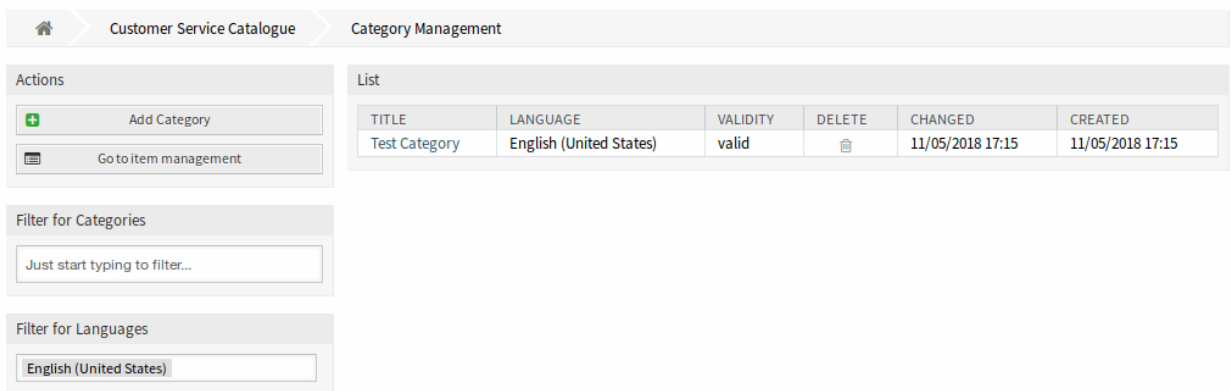 Customer Service Catalogue Category Management
Actions
Add Category
Go to item management
Filter for Categories
Just start typing to filter...
Filter for Languages
English (United States)
List
TITLE LANGUAGE VALIDITY DELETE CHANGED CREATED
Test Category English (United States) valid 11/05/2018 17:15 11/05/2018 17:15